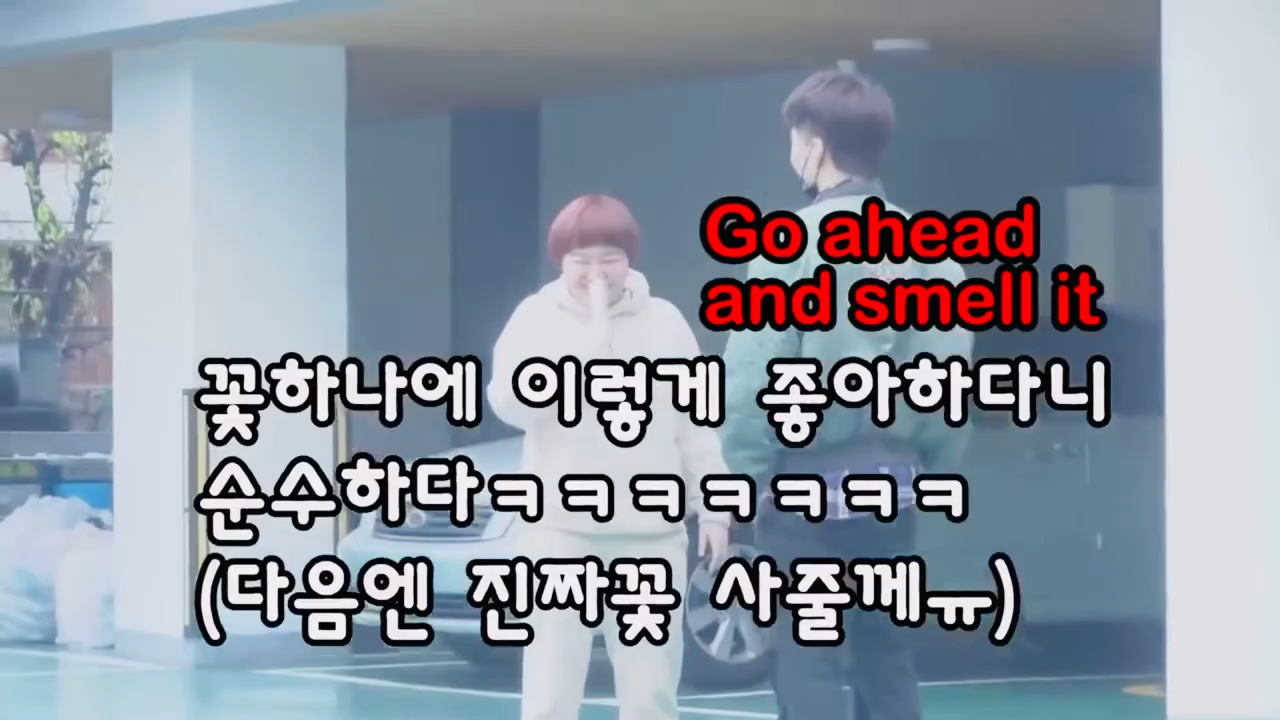 Go ahead
and smell it
꽃하나에 이렇게 좋아하다니
순수하다ㅋㅋㅋㅋㅋㅋㅋ
(다음엔 진짜꽃 사줄께ㅠ)